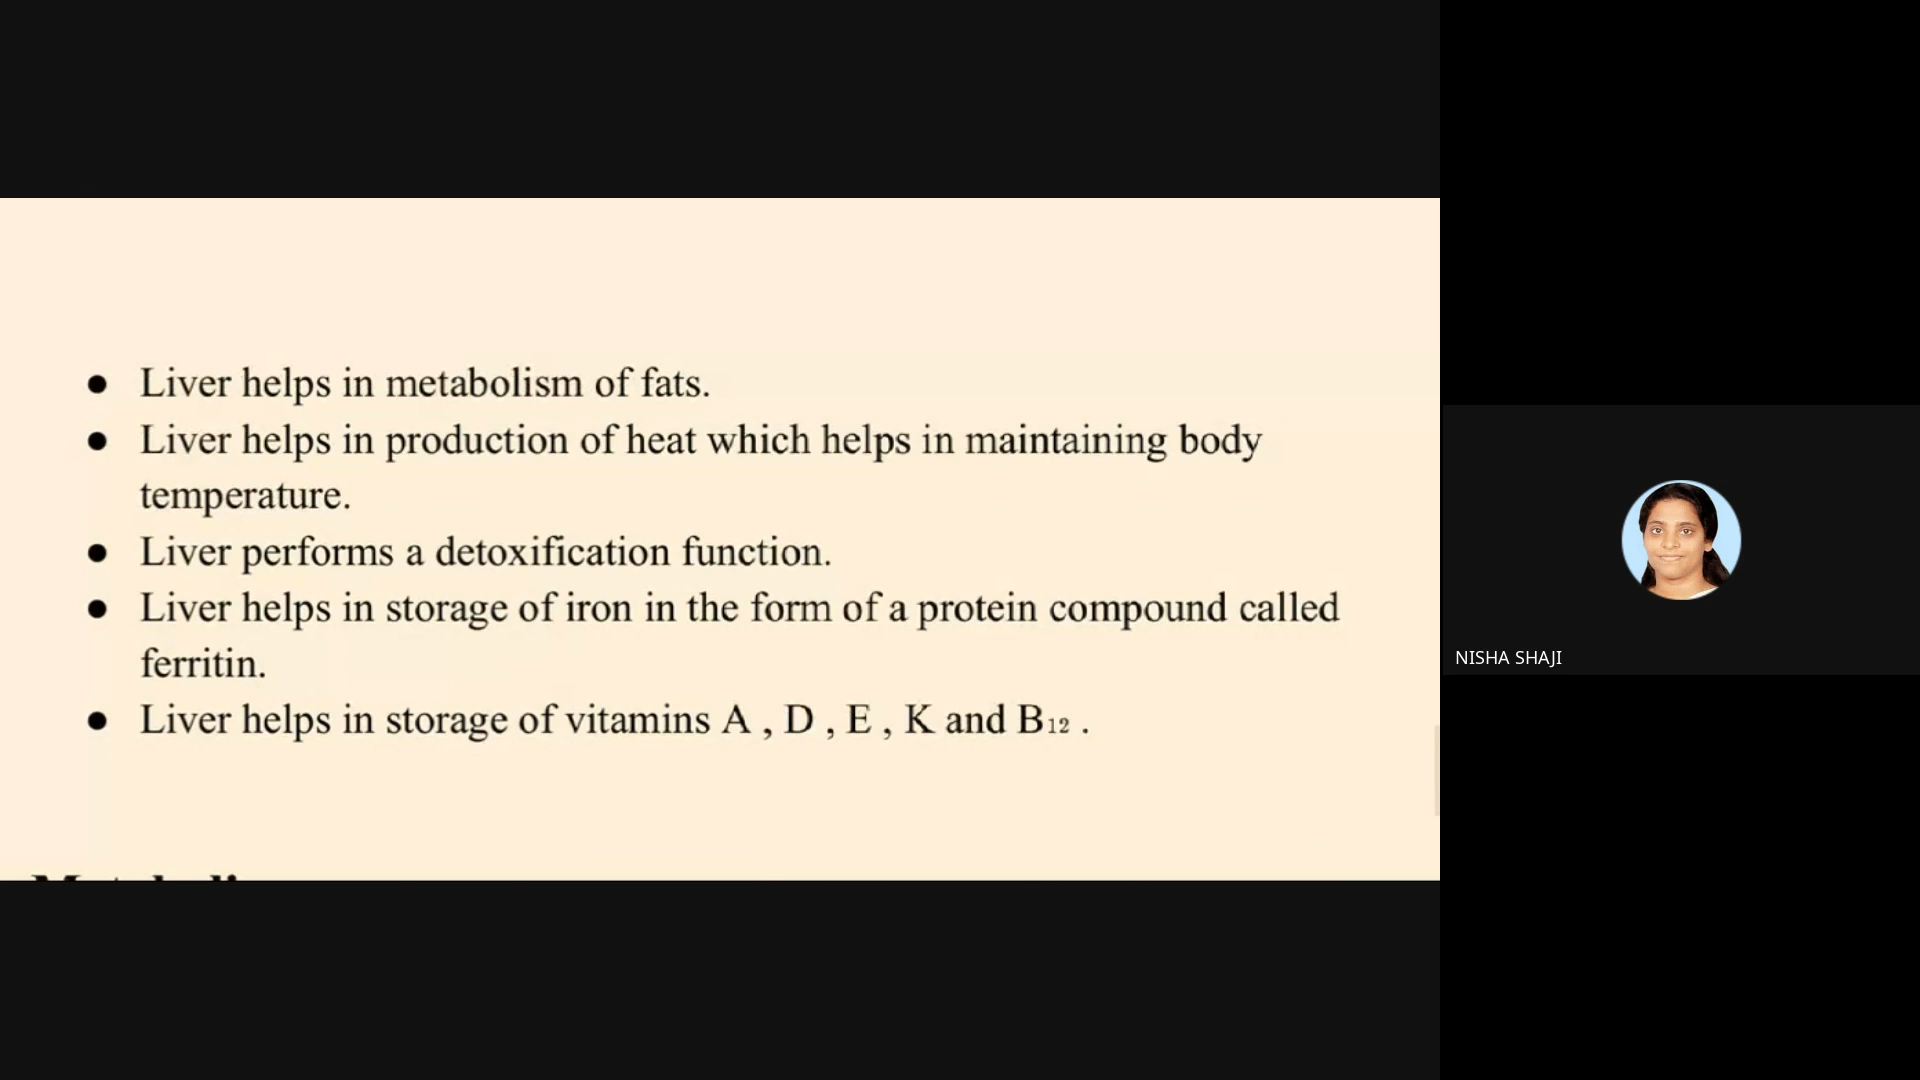 ● Liver helps in metabolism of fats.
● Liver helps in production of heat which helps in maintaining body
temperature.
● Liver performs a detoxification function.
● Liver helps in storage of iron in the form of a protein compound called
ferritin.
● Liver helps in storage of vitamins A , D , E , K and B₁₂ .
NISHA SHAJI